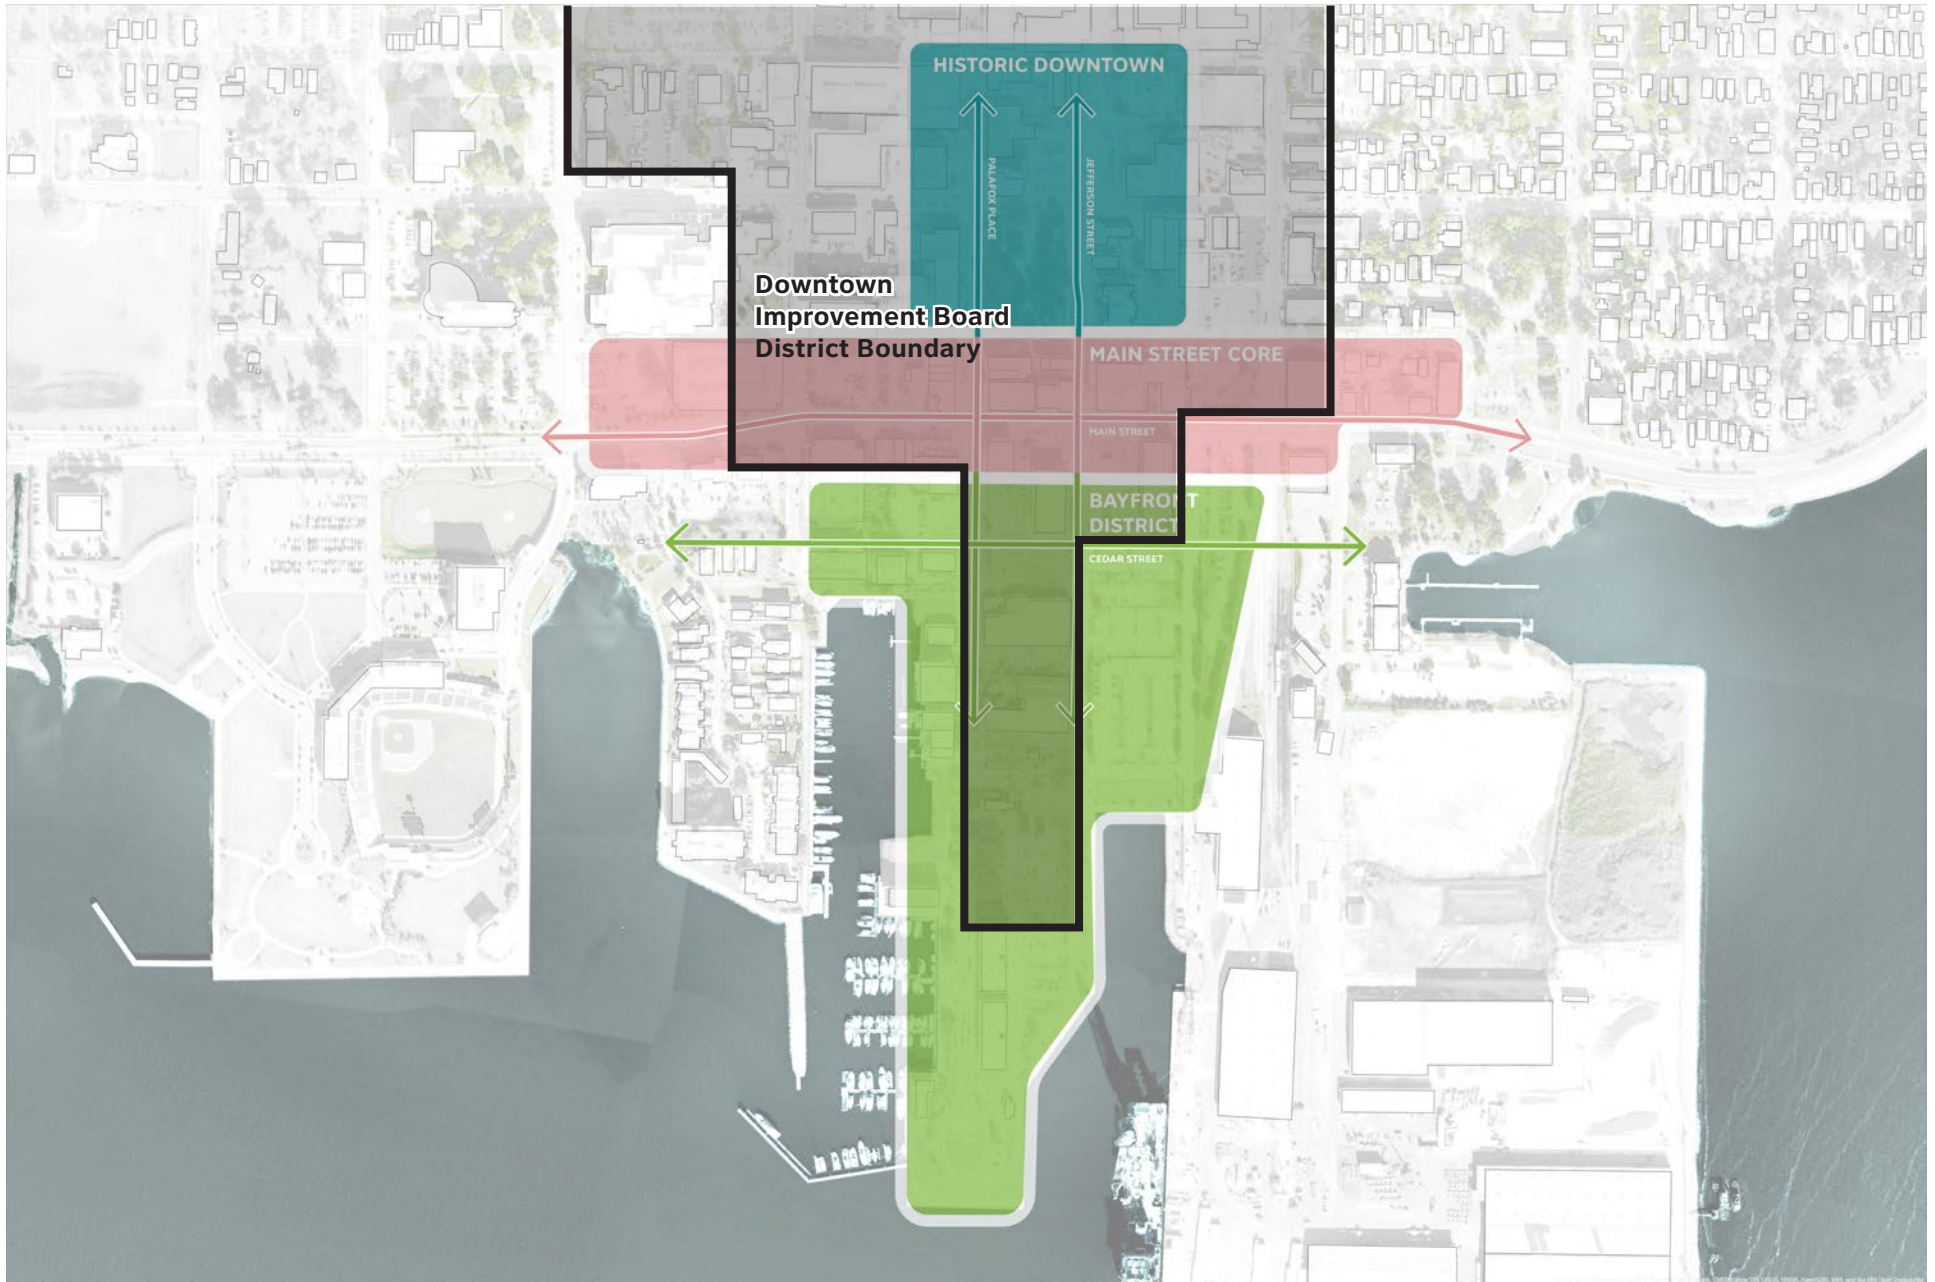 HISTORIC DOWNTOWN
PALAFOX PLACE
JEFFERSON STREET
Downtown
Improvement Board
District Boundary
MAIN STREET CORE
MAIN STREET
BAYFRONT
DISTRICT
CEDAR STREET